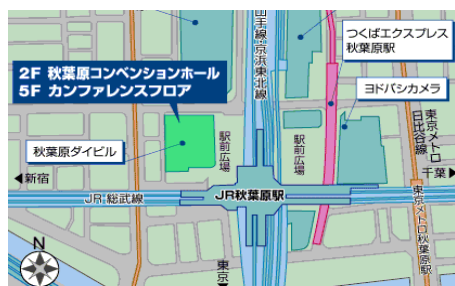 2F 秋葉原コンベンションホール
5F カンファレンスフロア
山手線・京浜東北線
つくばエクスプレス
秋葉原駅
ヨドバシカメラ
秋葉原ダイビル
駅前広場
駅前広場
東京メトロ
日比谷線
新宿
千葉
JR 総武線
JR秋葉原駅
東京メトロ秋葉原駅
東京
N